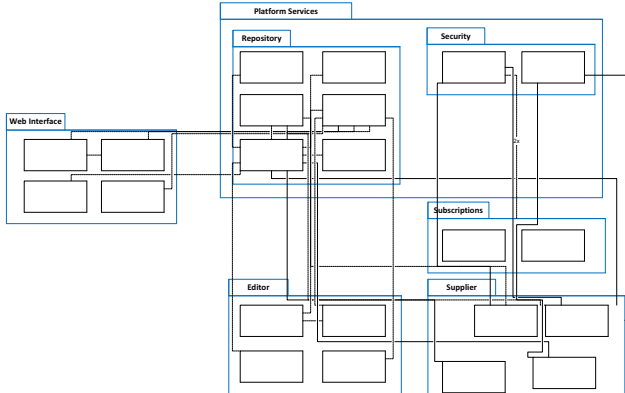 Platform Services
Repository
Security
Web Interface
2x
Subscriptions
Editor
Supplier